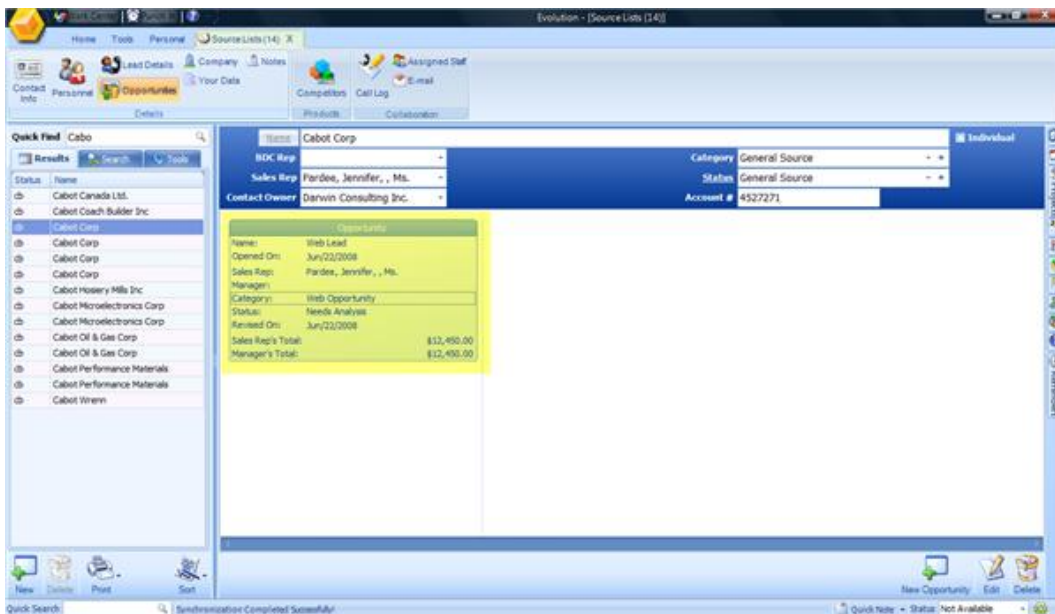 Evolution - [Source Lists (14)]
Home Tools Personal Source Lists (14) X
Contact Info
Personnel
Lead Details
Opportunities
Company
Notes
Your Data
Details
Competitors
Products
Call Log
Assigned Staff
E-mail
Collaboration
Quick Find Cabo
Results Search Tools
Status Name
Cabot Canada Ltd.
Cabot Coach Builder Inc
Cabot Corp
Cabot Corp
Cabot Corp
Cabot Corp
Cabot Hosiery Mills Inc
Cabot Microelectronics Corp
Cabot Microelectronics Corp
Cabot Oil & Gas Corp
Cabot Oil & Gas Corp
Cabot Performance Materials
Cabot Performance Materials
Cabot Wrenn
New Delete Print Sort
Name Cabot Corp
Individual
BDC Rep
Category General Source
Sales Rep Pardee, Jennifer, , Ms.
Status General Source
Contact Owner Darwin Consulting Inc.
Account # 4527271
Opportunity
Name: Web Lead
Opened On: Jun/22/2008
Sales Rep: Pardee, Jennifer, , Ms.
Manager:
Category: Web Opportunity
Status: Needs Analysis
Revised On: Jun/22/2008
Sales Rep's Total: $12,450.00
Manager's Total: $12,450.00
New Opportunity Edit Delete
Quick Search
Synchronization Completed Successfully!
Quick Note
Status Not Available